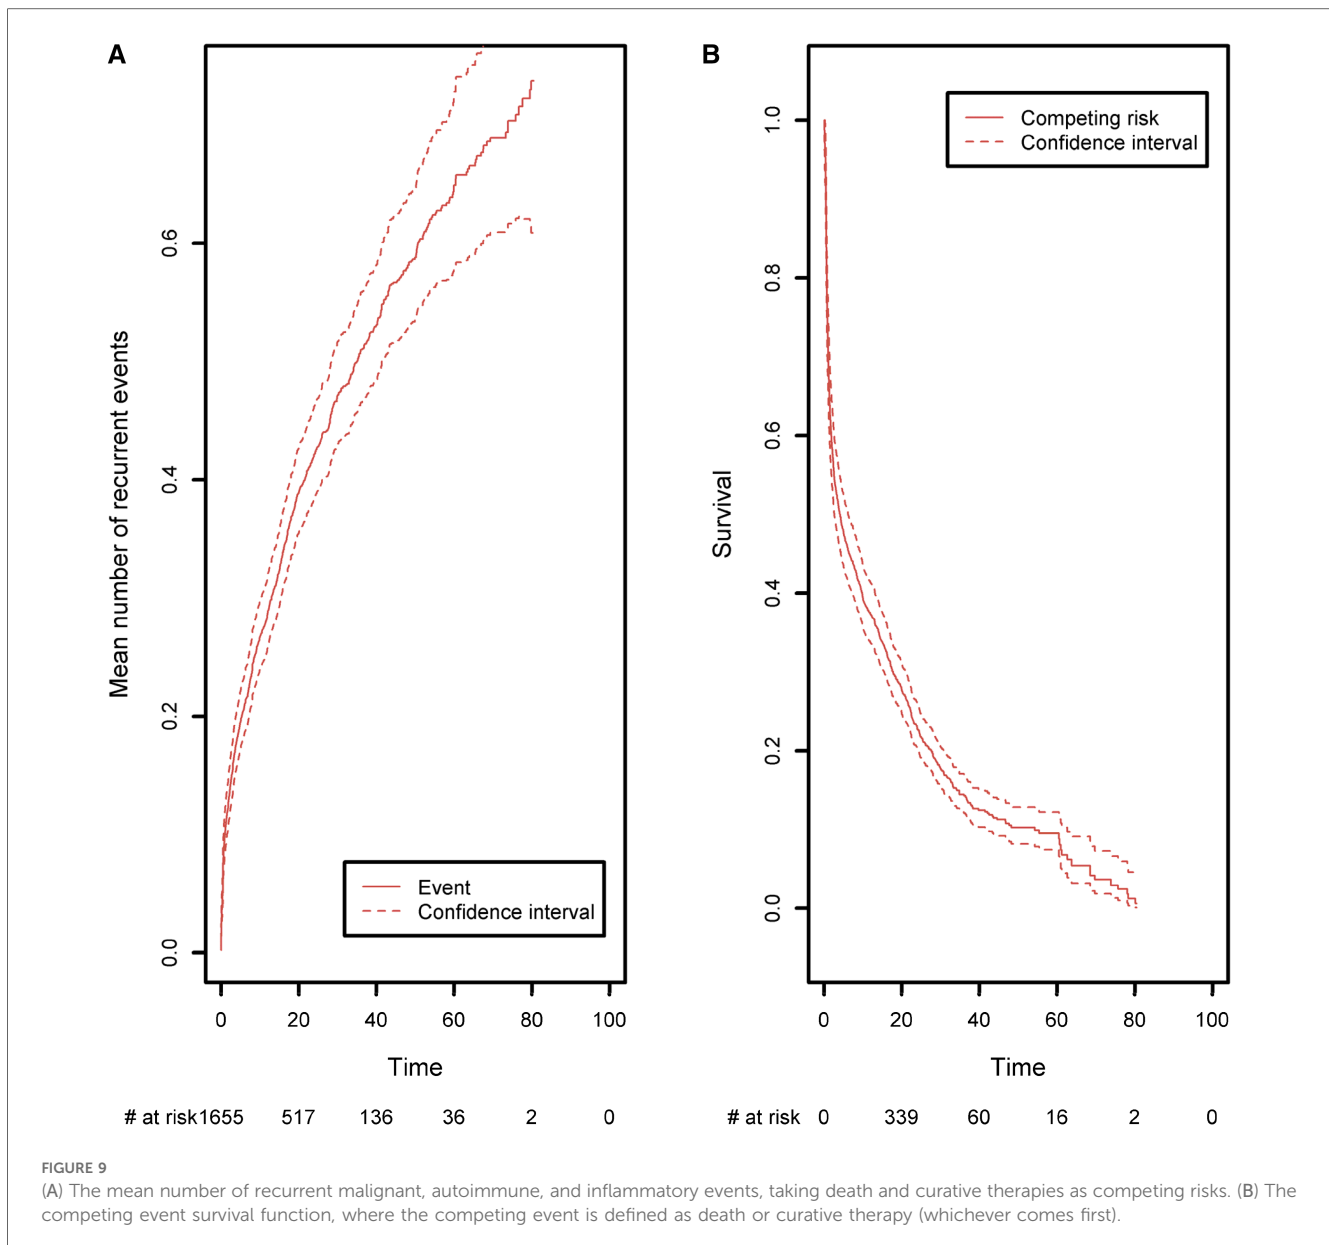 A
Mean number of recurrent events
0.6
0.4
0.2
0.0
Event
Confidence interval
0 20 40 60 80 100
Time
# at risk 1655 517 136 36 2 0
B
Survival
1.0
0.8
0.6
0.4
0.2
0.0
Competing risk
Confidence interval
0 20 40 60 80 100
Time
# at risk 0 339 60 16 2 0
FIGURE 9
(A) The mean number of recurrent malignant, autoimmune, and inflammatory events, taking death and curative therapies as competing risks. (B) The
competing event survival function, where the competing event is defined as death or curative therapy (whichever comes first).